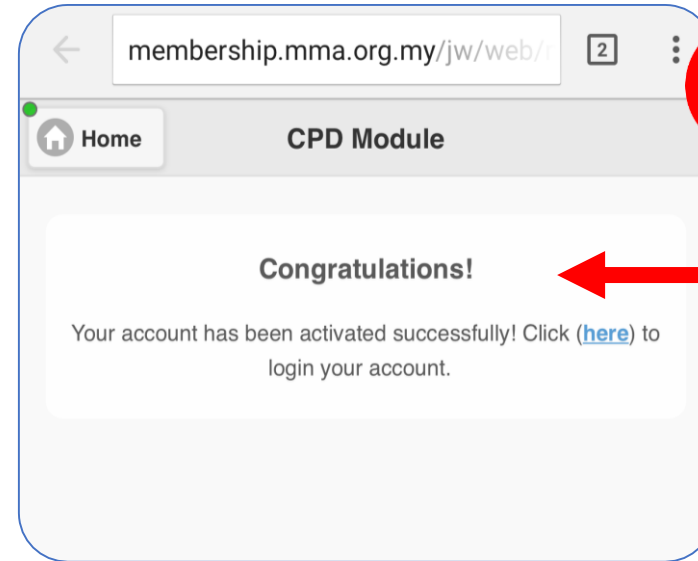 membership.mma.org.my/jw/web/
2
Home
CPD Module
Congratulations!
Your account has been activated successfully! Click (here) to
login your account.